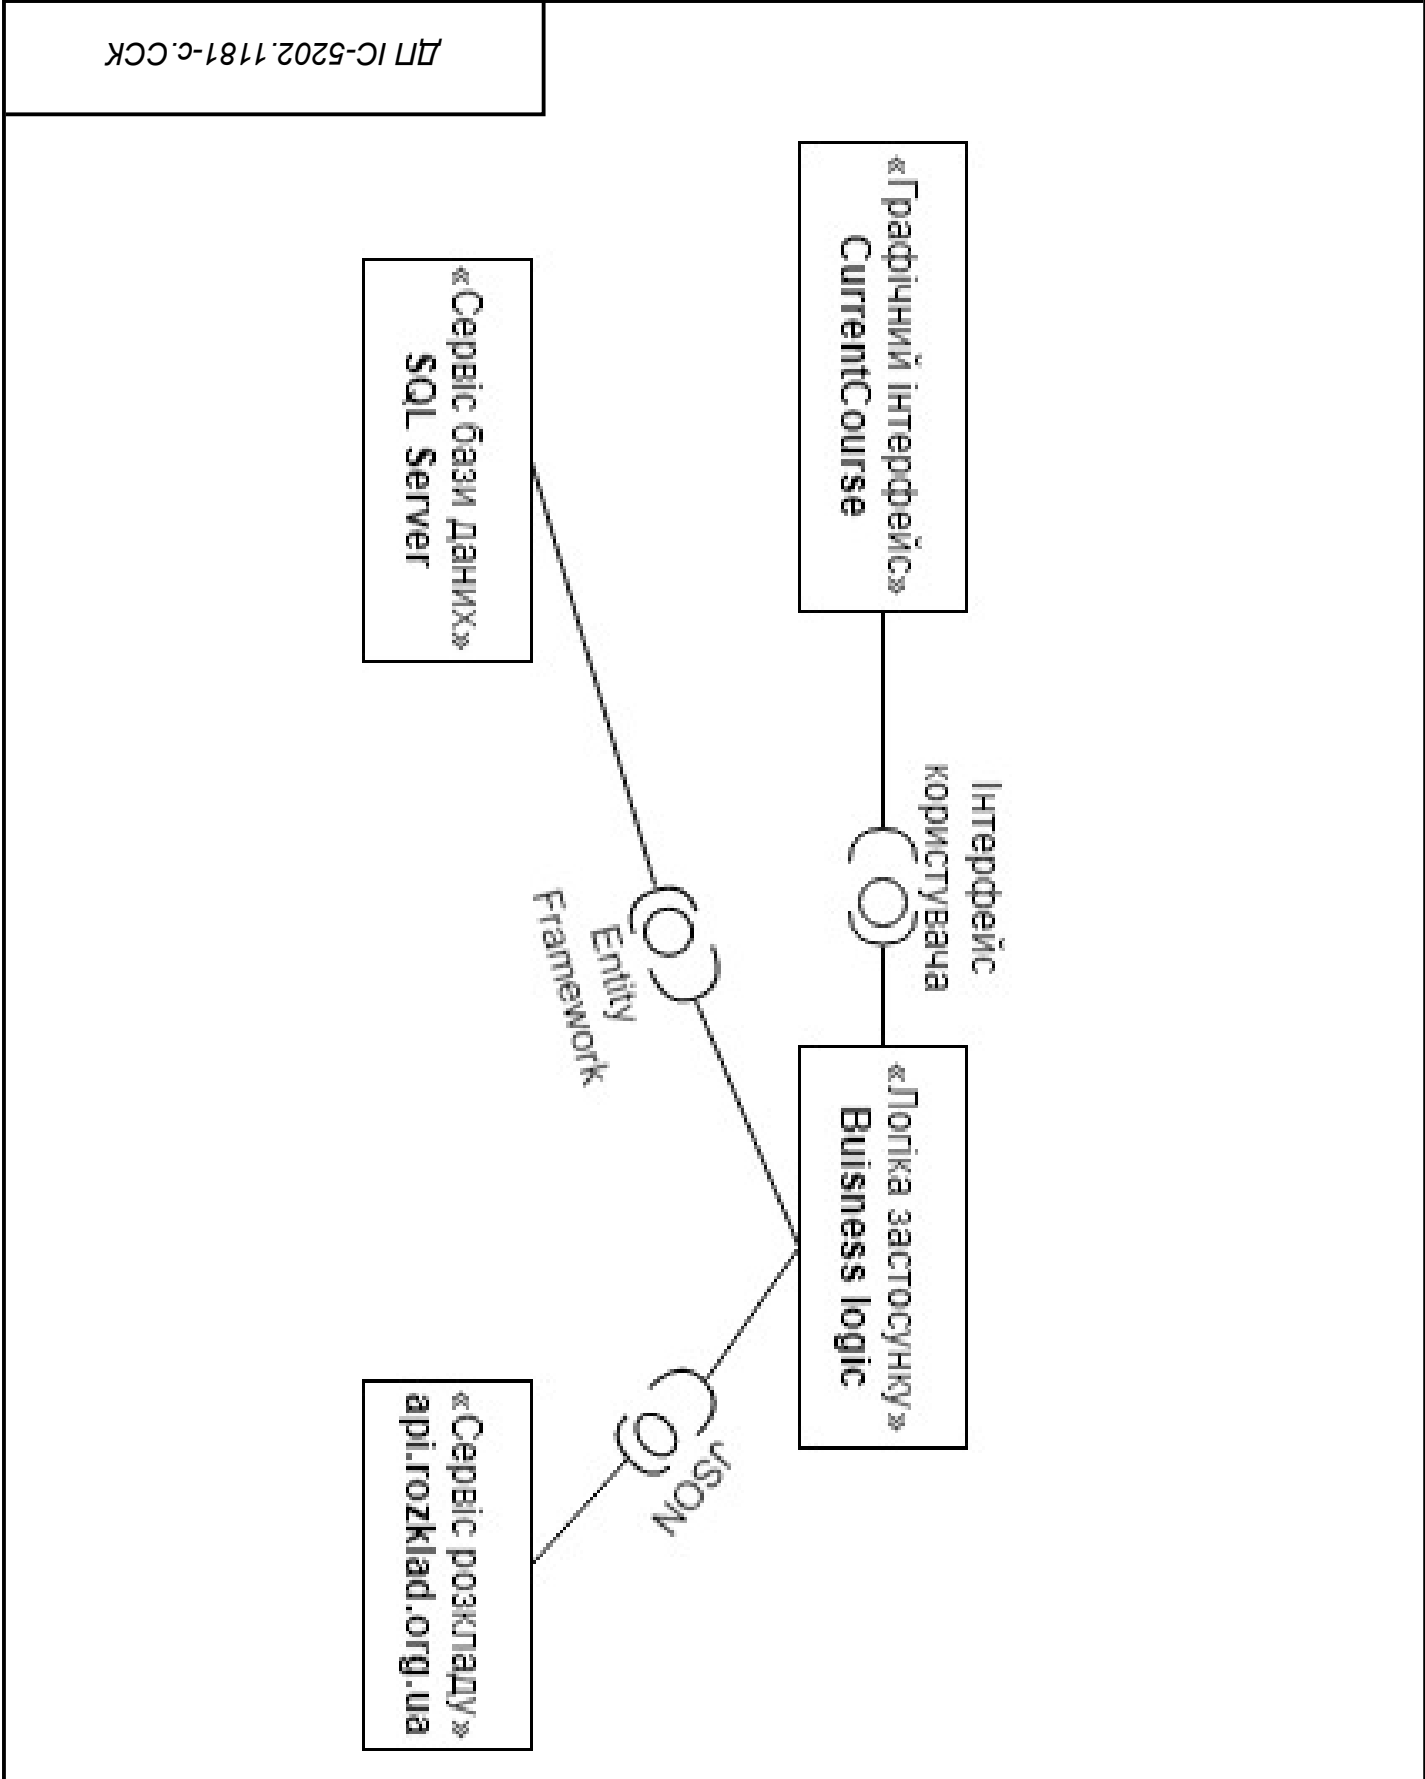 ДП ІС-5202.1181-с.ССК
«Графічний інтерфейс»
CurrentCourse
Інтерфейс
користувача
«Логіка застосунку»
Buisness logic
«Сервіс бази даних»
SQL Server
Entity
Framework
JSON
«Сервіс розкладу»
api.rozklad.org.ua